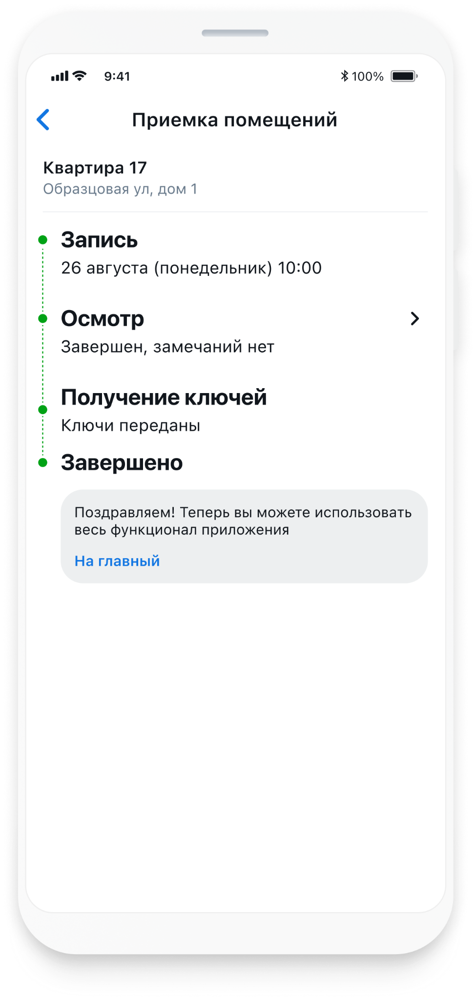 9:41
100%
Приемка помещений
Квартира 17
Образцовая ул, дом 1
Запись
26 августа (понедельник) 10:00
Осмотр
Завершен, замечаний нет
Получение ключей
Ключи переданы
Завершено
Поздравляем! Теперь вы можете использовать
весь функционал приложения
На главный